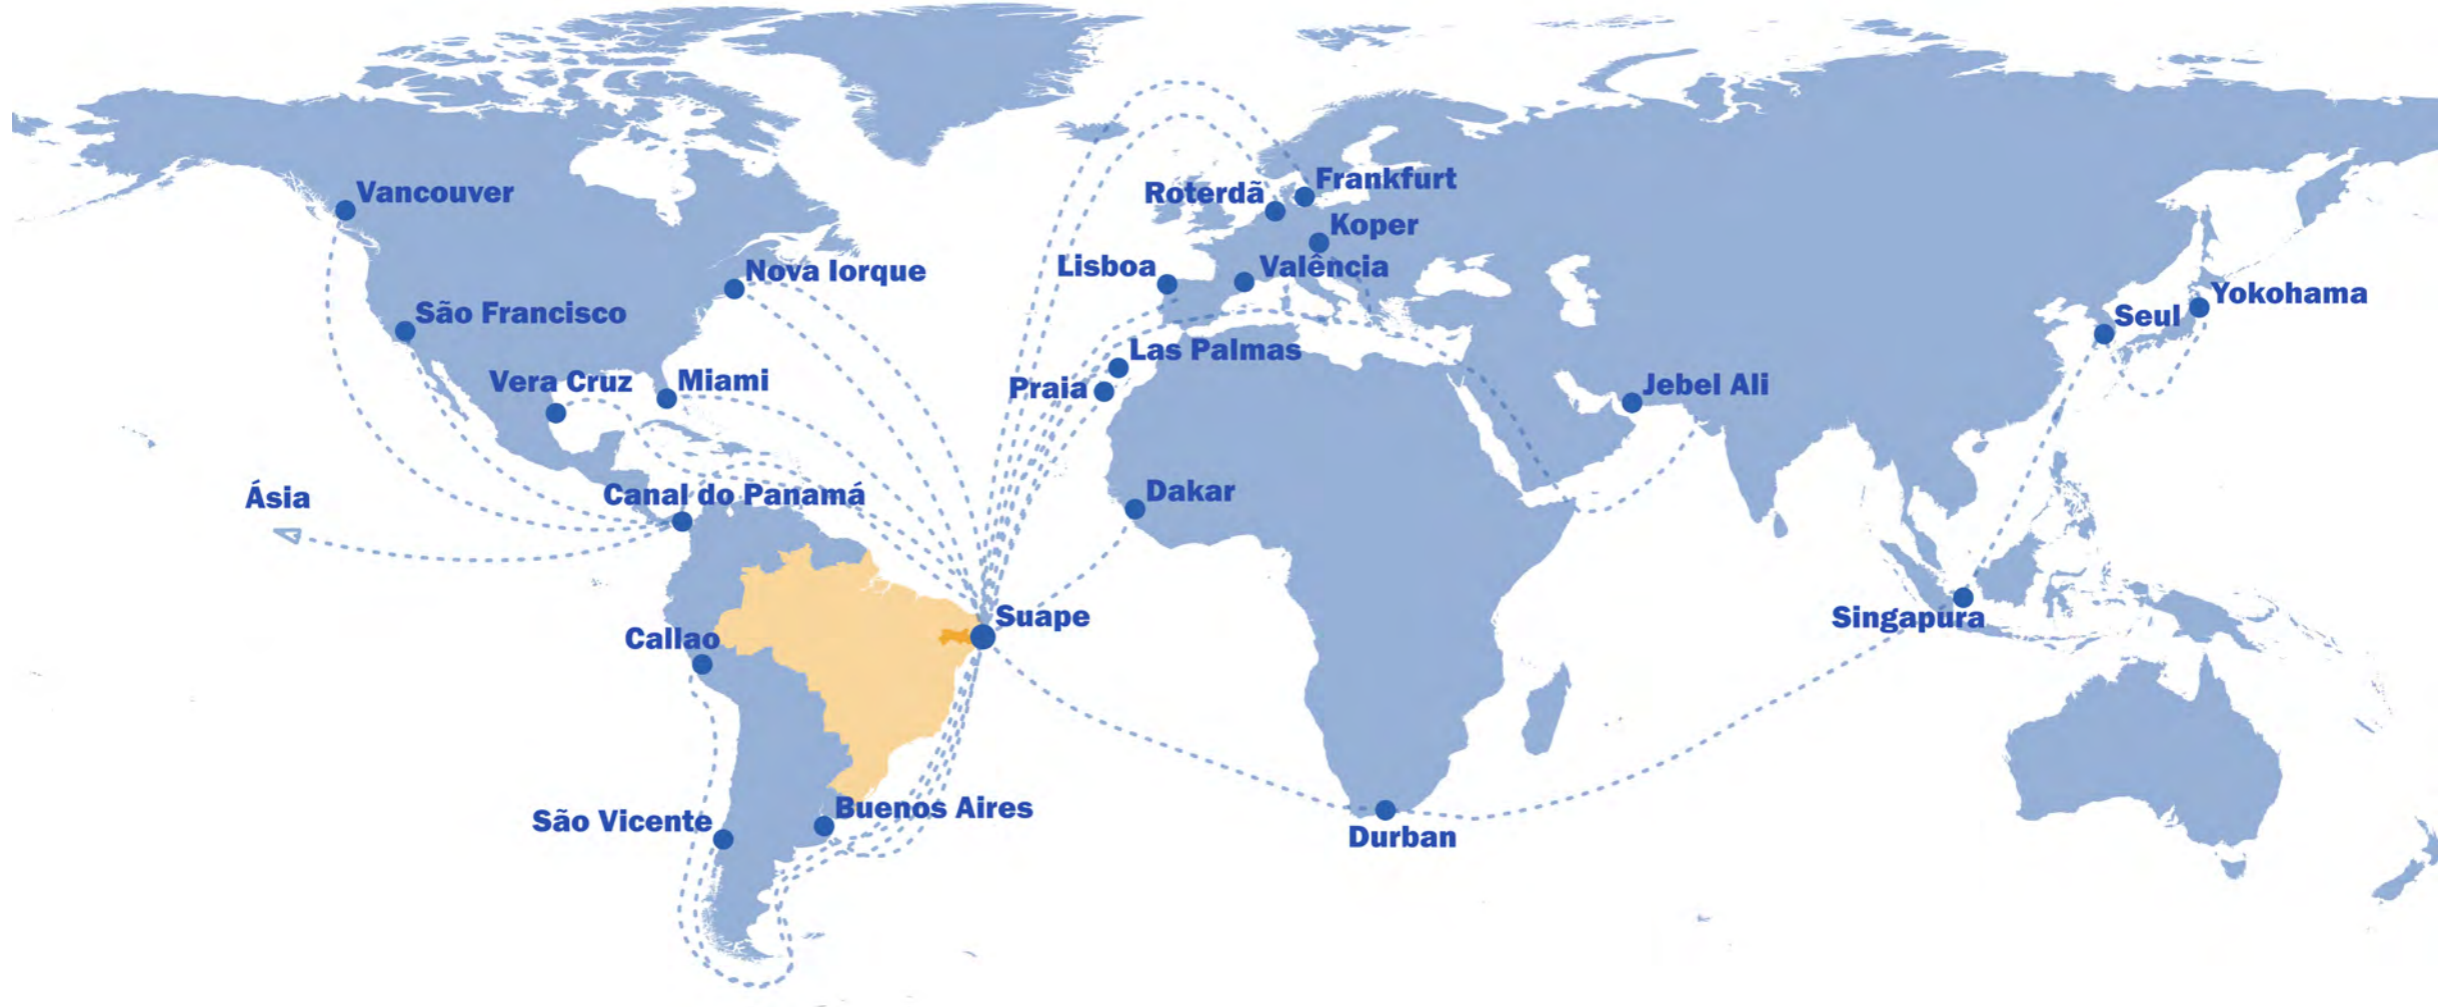 Vancouver
Frankfurt
Roterdã
Koper
Nova Iorque
Lisboa
Valência
São Francisco
Yokohama
Seul
Las Palmas
Vera Cruz
Miami
Praia
Jebel Ali
Ásia
Canal do Panamá
Dakar
Suape
Singapura
Callao
São Vicente
Buenos Aires
Durban